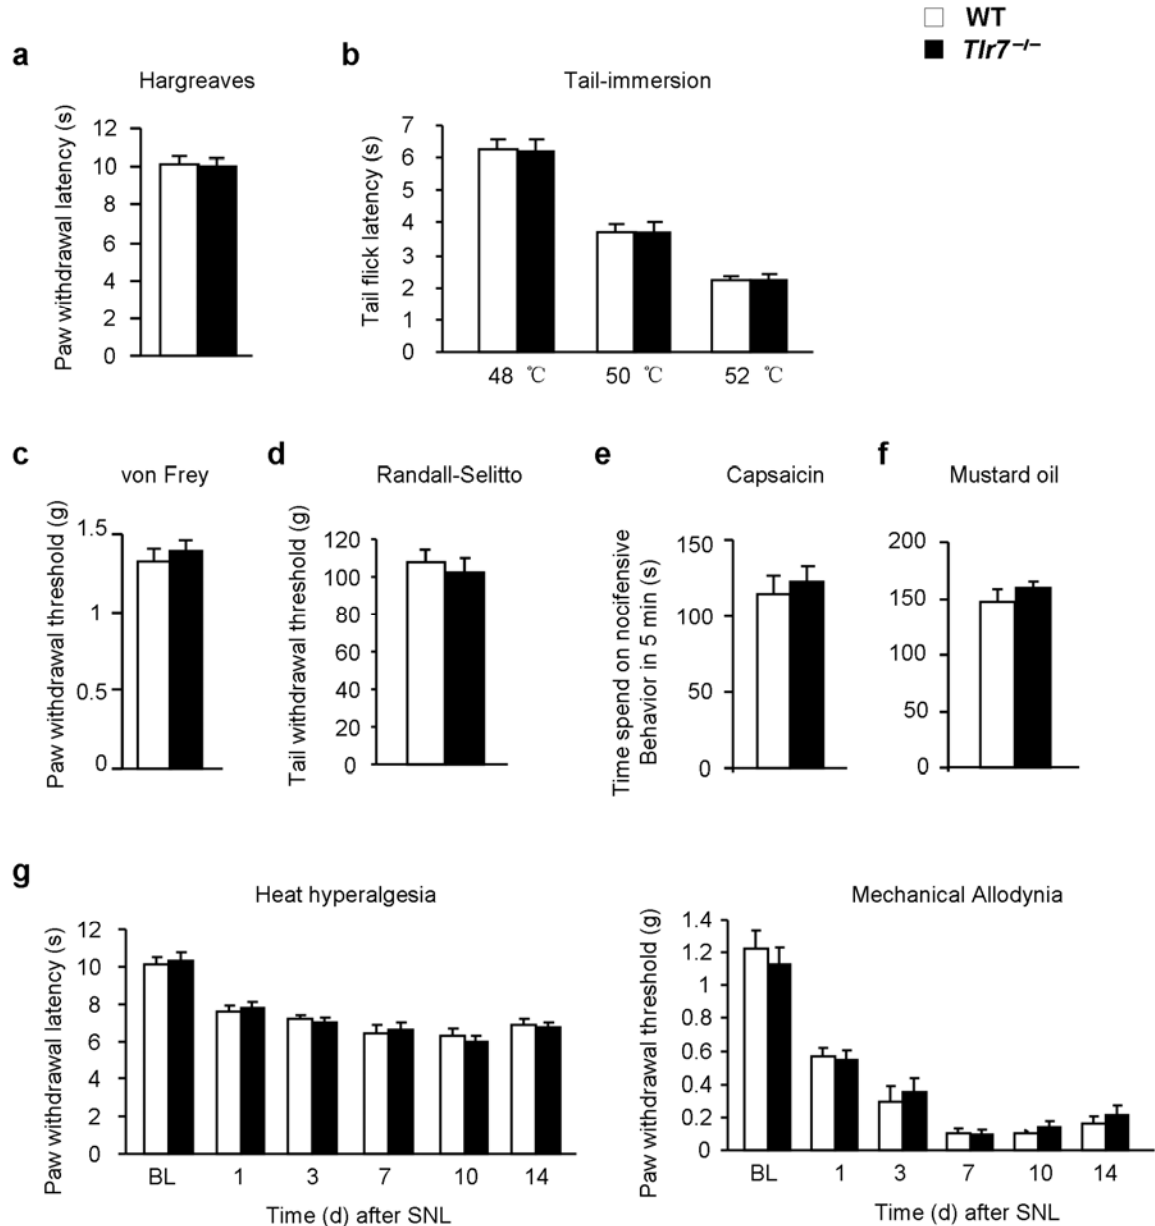 WT
Tlr7−/−
a
Hargreaves
Paw withdrawal latency (s)
12
10
8
6
4
2
0
b
Tail-immersion
Tail flick latency (s)
7
6
5
4
3
2
1
0
48 ℃
50 ℃
52 ℃
c
von Frey
Paw withdrawal threshold (g)
1.5
1
0.5
0
d
Randall-Selitto
Tail withdrawal threshold (g)
120
100
80
60
40
20
0
e
Capsaicin
Time spend on nocifensive
Behavior in 5 min (s)
150
100
50
0
f
Mustard oil
200
150
100
50
0
g
Heat hyperalgesia
Paw withdrawal latency (s)
12
10
8
6
4
2
0
BL 1 3 7 10 14
Time (d) after SNL
Mechanical Allodynia
Paw withdrawal threshold (g)
1.4
1.2
1
0.8
0.6
0.4
0.2
0
BL 1 3 7 10 14
Time (d) after SNL